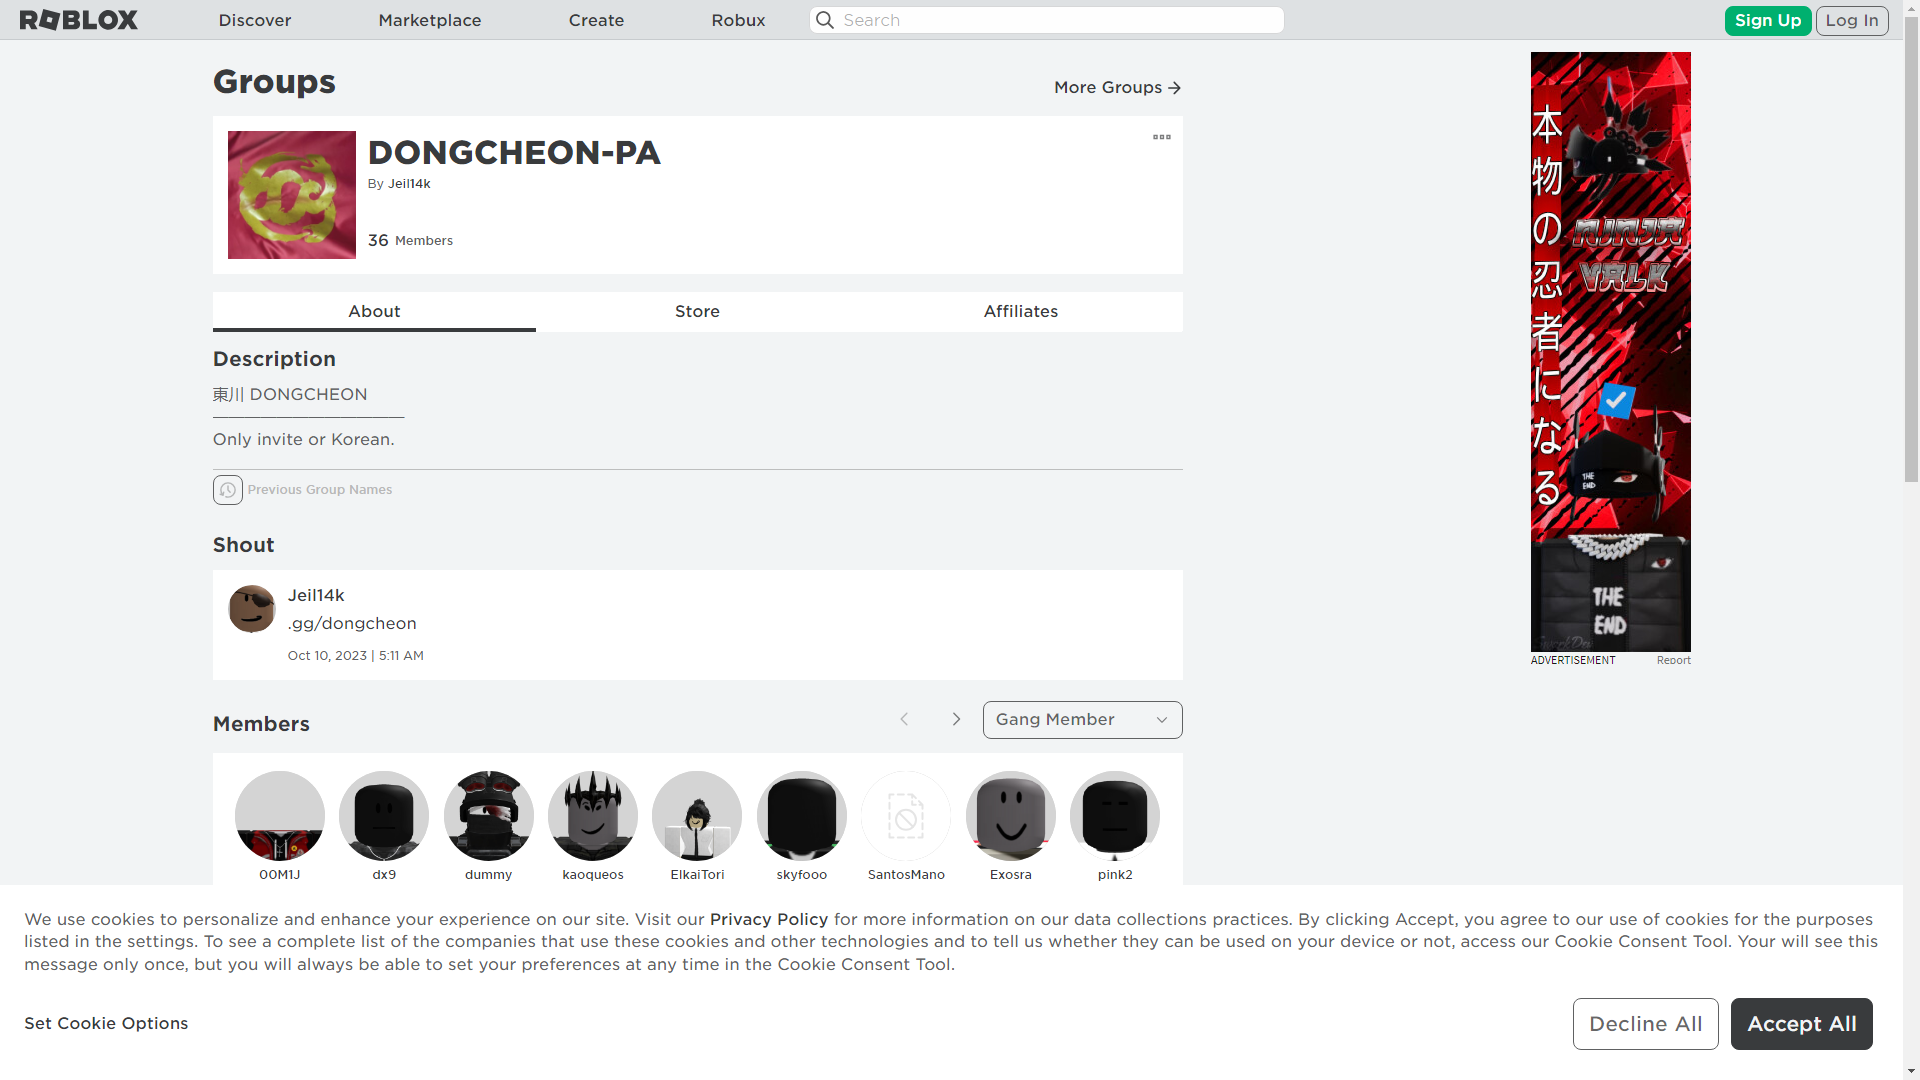 ROBLOX
Discover
Marketplace
Create
Robux
Search
Sign Up
Log In
Groups
More Groups
DONGCHEON-PA
By Jeil14k
36 Members
About
Store
Affiliates
Description
東川 DONGCHEON
Only invite or Korean.
Previous Group Names
Shout
Jeil14k
.gg/dongcheon
Oct 10, 2023 | 5:11 AM
Members
Gang Member
00M1J
dx9
dummy
kaoqueos
ElkaiTori
skyfooo
SantosMano
Exosra
pink2
本物の忍者になる
NINJA
VALK
THE
END
THE
END
ADVERTISEMENT
Report
We use cookies to personalize and enhance your experience on our site. Visit our Privacy Policy for more information on our data collections practices. By clicking Accept, you agree to our use of cookies for the purposes
listed in the settings. To see a complete list of the companies that use these cookies and other technologies and to tell us whether they can be used on your device or not, access our Cookie Consent Tool. Your will see this
message only once, but you will always be able to set your preferences at any time in the Cookie Consent Tool.
Set Cookie Options
Decline All
Accept All